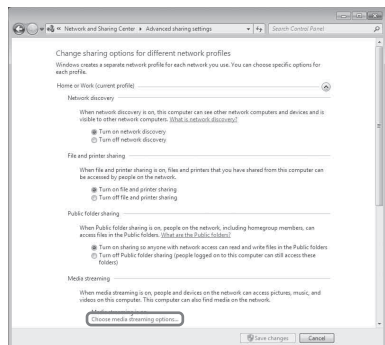 « Network and Sharing Center ▸ Advanced sharing settings
Search Control Panel
Change sharing options for different network profiles
Windows creates a separate network profile for each network you use. You can choose specific options for
each profile.
Home or Work (current profile)
Network discovery
When network discovery is on, this computer can see other network computers and devices and is
visible to other network computers. What is network discovery?
Turn on network discovery
Turn off network discovery
File and printer sharing
When file and printer sharing is on, files and printers that you have shared from this computer can
be accessed by people on the network.
Turn on file and printer sharing
Turn off file and printer sharing
Public folder sharing
When Public folder sharing is on, people on the network, including homegroup members, can
access files in the Public folders. What are the Public folders?
Turn on sharing so anyone with network access can read and write files in the Public folders
Turn off Public folder sharing (people logged on to this computer can still access these
folders)
Media streaming
When media streaming is on, people and devices on the network can access pictures, music, and
videos on this computer. This computer can also find media on the network.
Choose media streaming options...
Save changes
Cancel